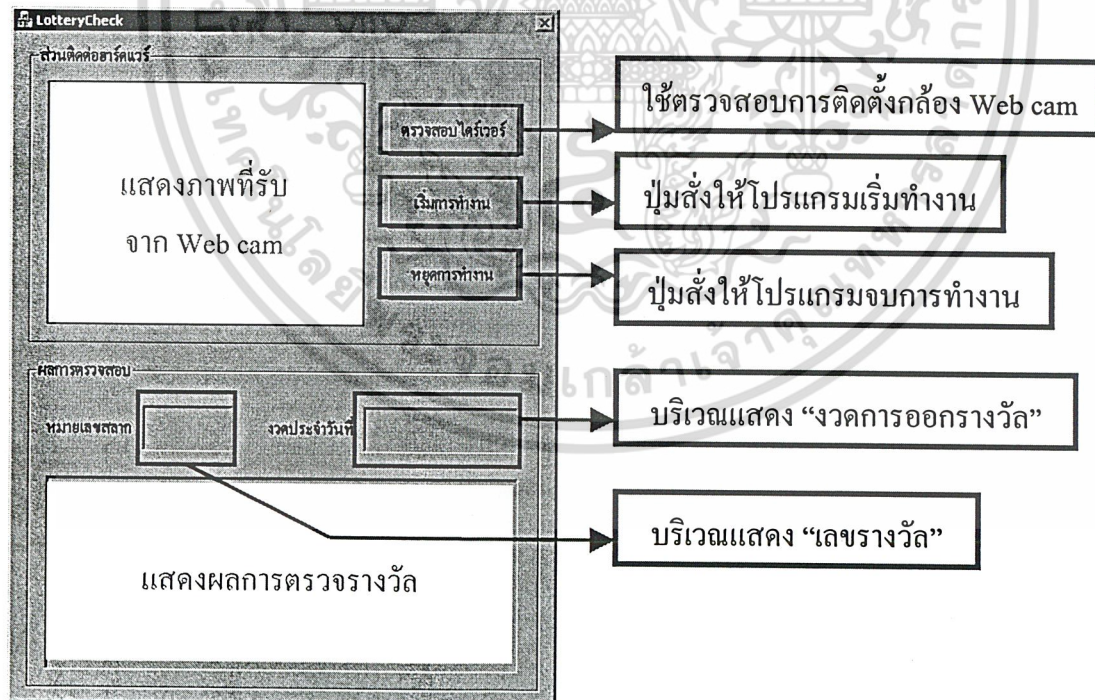 LotteryCheck
ส่วนติดต่อฮาร์ดแวร์
แสดงภาพที่รับ
จาก Web cam
ตรวจสอบไดร์เวอร์
เริ่มการทำงาน
หยุดการทำงาน
ใช้ตรวจสอบการติดตั้งกล้อง Web cam
ปุ่มสั่งให้โปรแกรมเริ่มทำงาน
ปุ่มสั่งให้โปรแกรมจบการทำงาน
ผลการตรวจสอบ
หมายเลขสลาก
งวดประจำวันที่
บริเวณแสดง “งวดการออกรางวัล”
บริเวณแสดง “เลขรางวัล”
แสดงผลการตรวจรางวัล